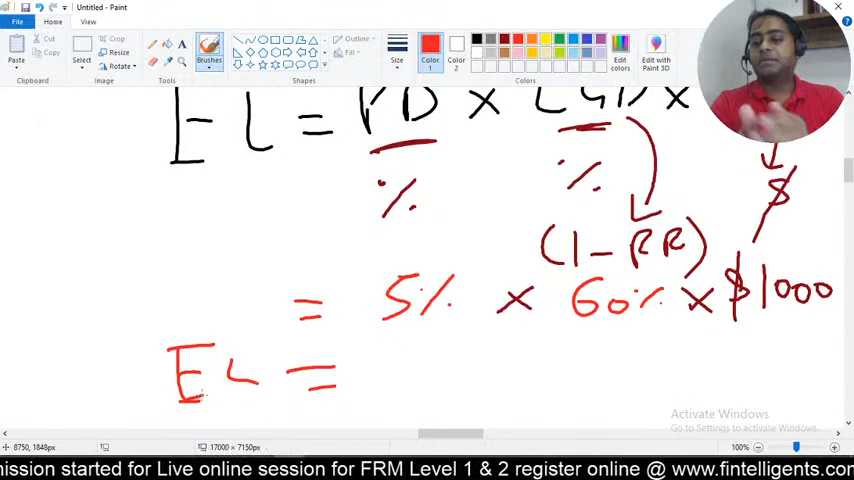 Untitled - Paint
File Home View
Paste Cut Copy Clipboard
Select Crop Resize Rotate Image
Tools
Brushes
Outline Fill Shapes
Size
Color 1 Color 2 Edit colors Colors
Edit with Paint 3D
EL = PD × LGD ×
% % $
(1 - RR)
= 5% × 60% × $1000
EL =
Activate Windows
Go to Settings to activate Windows.
8750, 1848px 17000 × 7150px 100%
mission started for Live online session for FRM Level 1 & 2 register online @ www.fintelligents.com